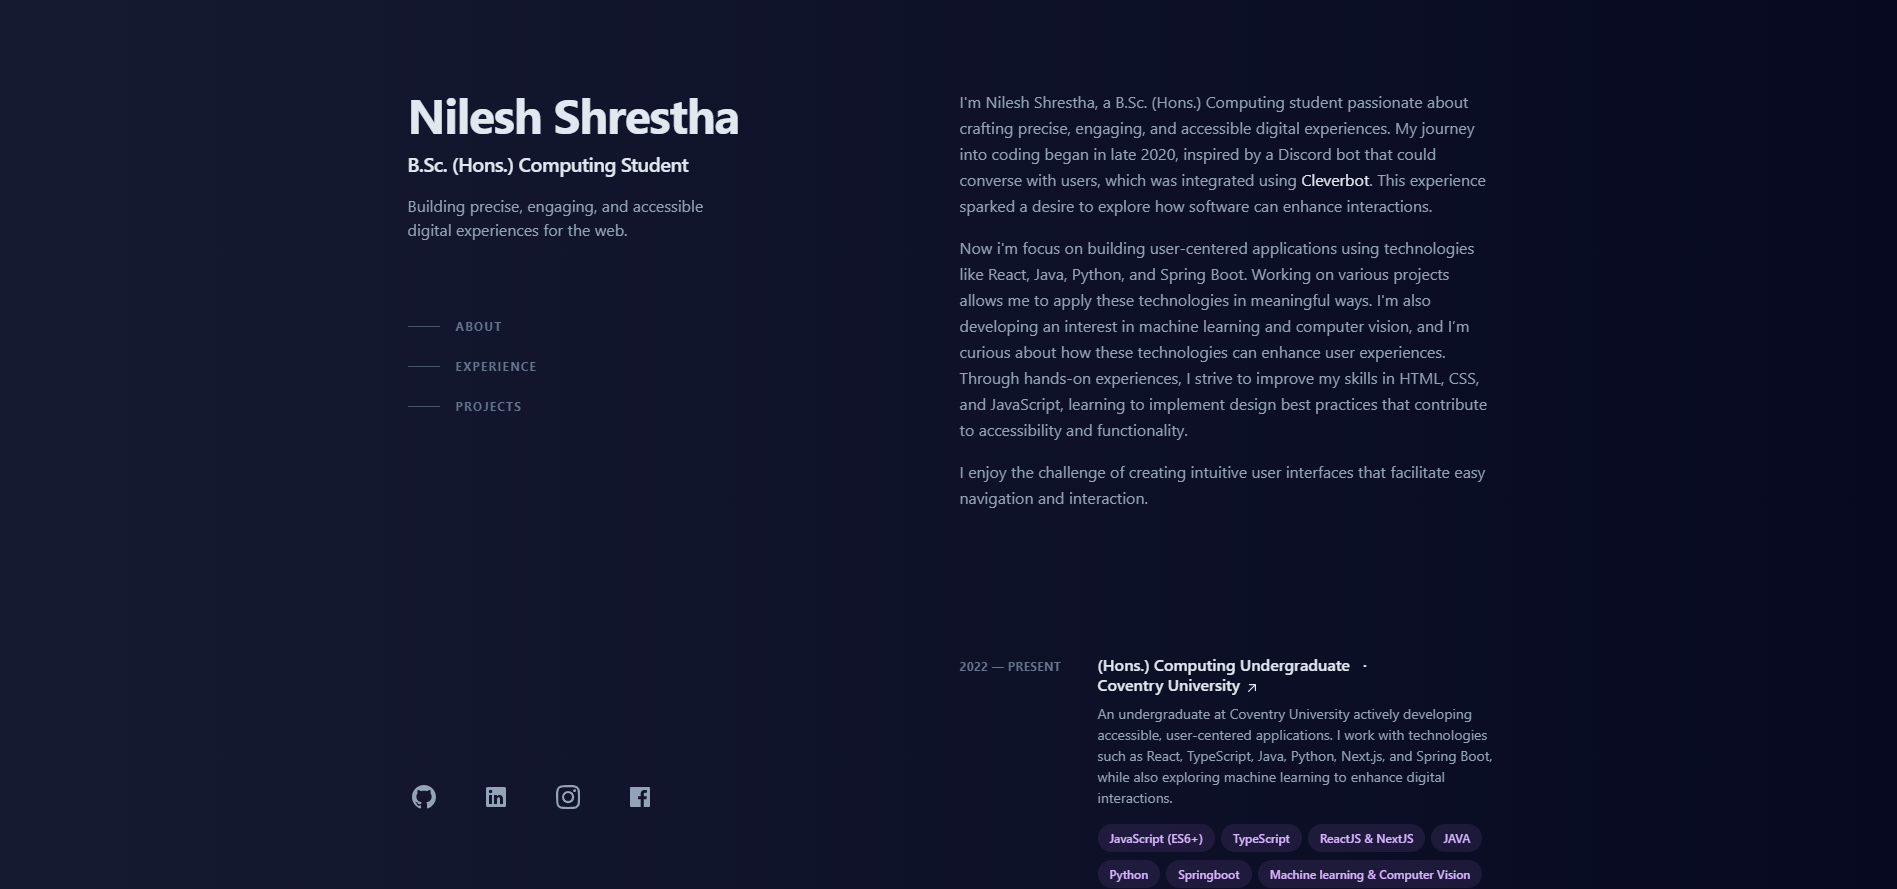 Nilesh Shrestha
B.Sc. (Hons.) Computing Student
Building precise, engaging, and accessible
digital experiences for the web.
ABOUT
EXPERIENCE
PROJECTS
I'm Nilesh Shrestha, a B.Sc. (Hons.) Computing student passionate about
crafting precise, engaging, and accessible digital experiences. My journey
into coding began in late 2020, inspired by a Discord bot that could
converse with users, which was integrated using Cleverbot. This experience
sparked a desire to explore how software can enhance interactions.
Now i'm focus on building user-centered applications using technologies
like React, Java, Python, and Spring Boot. Working on various projects
allows me to apply these technologies in meaningful ways. I'm also
developing an interest in machine learning and computer vision, and I’m
curious about how these technologies can enhance user experiences.
Through hands-on experiences, I strive to improve my skills in HTML, CSS,
and JavaScript, learning to implement design best practices that contribute
to accessibility and functionality.
I enjoy the challenge of creating intuitive user interfaces that facilitate easy
navigation and interaction.
2022 — PRESENT
(Hons.) Computing Undergraduate ·
Coventry University
An undergraduate at Coventry University actively developing
accessible, user-centered applications. I work with technologies
such as React, TypeScript, Java, Python, Next.js, and Spring Boot,
while also exploring machine learning to enhance digital
interactions.
JavaScript (ES6+) TypeScript ReactJS & NextJS JAVA
Python Springboot Machine learning & Computer Vision